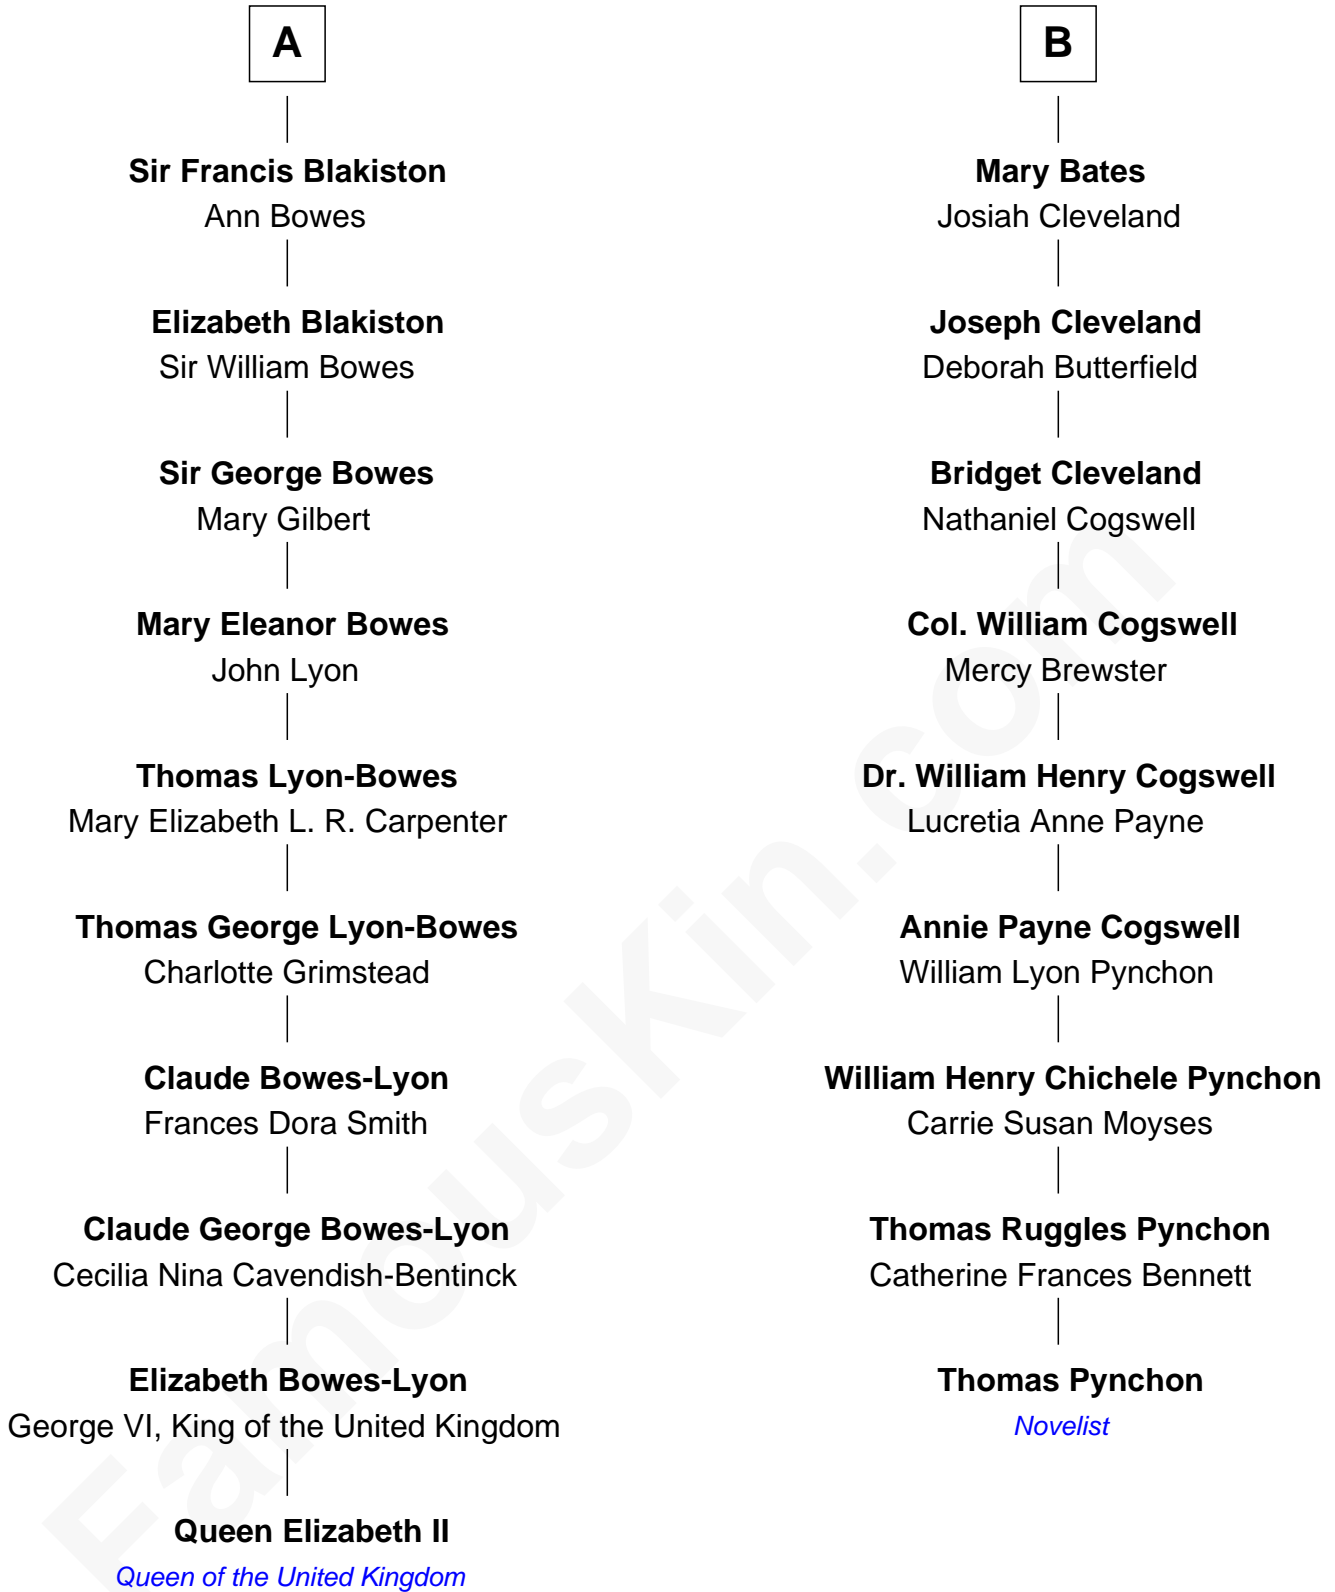 A
Sir Francis Blakiston
Ann Bowes
Elizabeth Blakiston
Sir William Bowes
Sir George Bowes
Mary Gilbert
Mary Eleanor Bowes
John Lyon
Thomas Lyon-Bowes
Mary Elizabeth L. R. Carpenter
Thomas George Lyon-Bowes
Charlotte Grimstead
Claude Bowes-Lyon
Frances Dora Smith
Claude George Bowes-Lyon
Cecilia Nina Cavendish-Bentinck
Elizabeth Bowes-Lyon
George VI, King of the United Kingdom
Queen Elizabeth II
Queen of the United Kingdom
B
Mary Bates
Josiah Cleveland
Joseph Cleveland
Deborah Butterfield
Bridget Cleveland
Nathaniel Cogswell
Col. William Cogswell
Mercy Brewster
Dr. William Henry Cogswell
Lucretia Anne Payne
Annie Payne Cogswell
William Lyon Pynchon
William Henry Chichele Pynchon
Carrie Susan Moyses
Thomas Ruggles Pynchon
Catherine Frances Bennett
Thomas Pynchon
Novelist
FamousKin.com